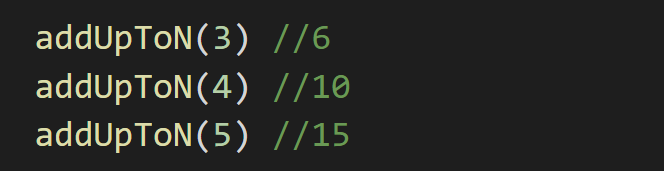 addUpToN(3) //6
addUpToN(4) //10
addUpToN(5) //15